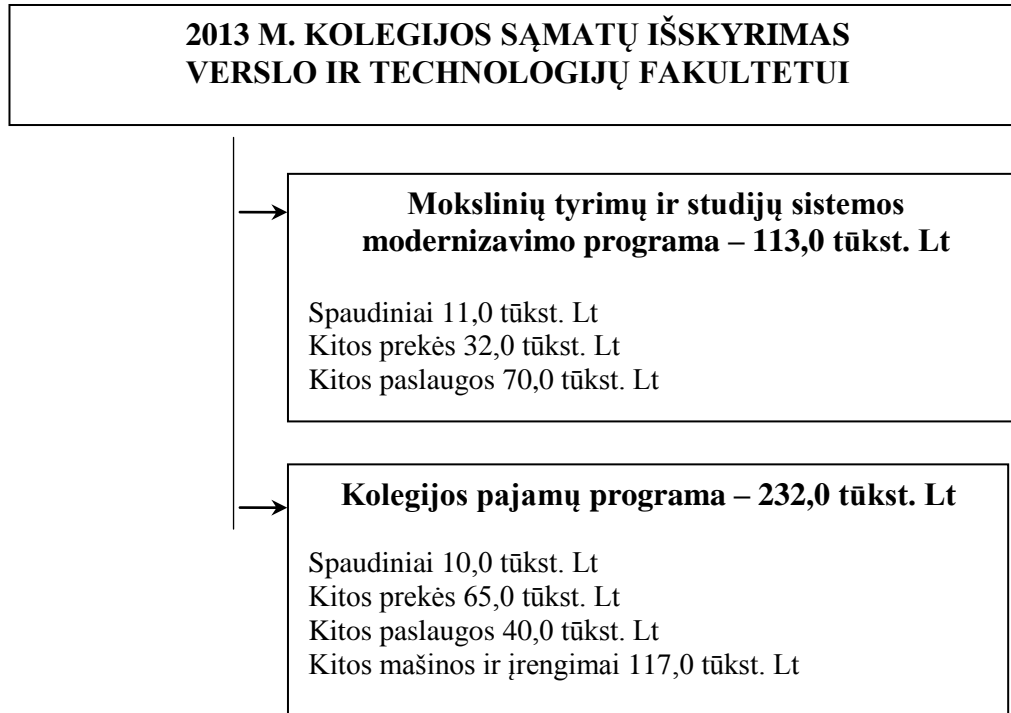 2013 M. KOLEGIJOS SĄMATŲ IŠSKYRIMAS
VERSLO IR TECHNOLOGIJŲ FAKULTETUI
Mokslinių tyrimų ir studijų sistemos
modernizavimo programa – 113,0 tūkst. Lt
Spaudiniai 11,0 tūkst. Lt
Kitos prekės 32,0 tūkst. Lt
Kitos paslaugos 70,0 tūkst. Lt
Kolegijos pajamų programa – 232,0 tūkst. Lt
Spaudiniai 10,0 tūkst. Lt
Kitos prekės 65,0 tūkst. Lt
Kitos paslaugos 40,0 tūkst. Lt
Kitos mašinos ir įrengimai 117,0 tūkst. Lt